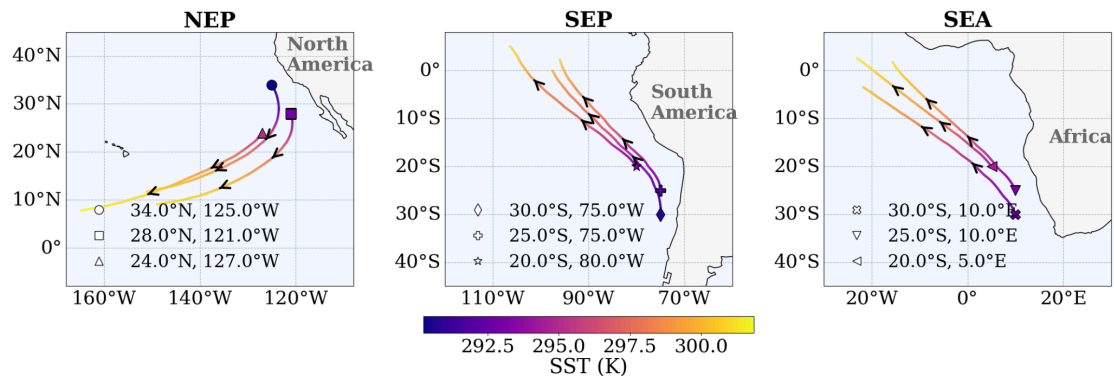 NEP
40°N
30°N
20°N
10°N
0°
160°W
140°W
120°W
North
America
34.0°N, 125.0°W
28.0°N, 121.0°W
24.0°N, 127.0°W
SEP
0°
10°S
20°S
30°S
40°S
110°W
90°W
70°W
South
America
30.0°S, 75.0°W
25.0°S, 75.0°W
20.0°S, 80.0°W
SEA
0°
10°S
20°S
30°S
40°S
20°W
0°
20°E
Africa
30.0°S, 10.0°E
25.0°S, 10.0°E
20.0°S, 5.0°E
292.5
295.0
297.5
300.0
SST (K)